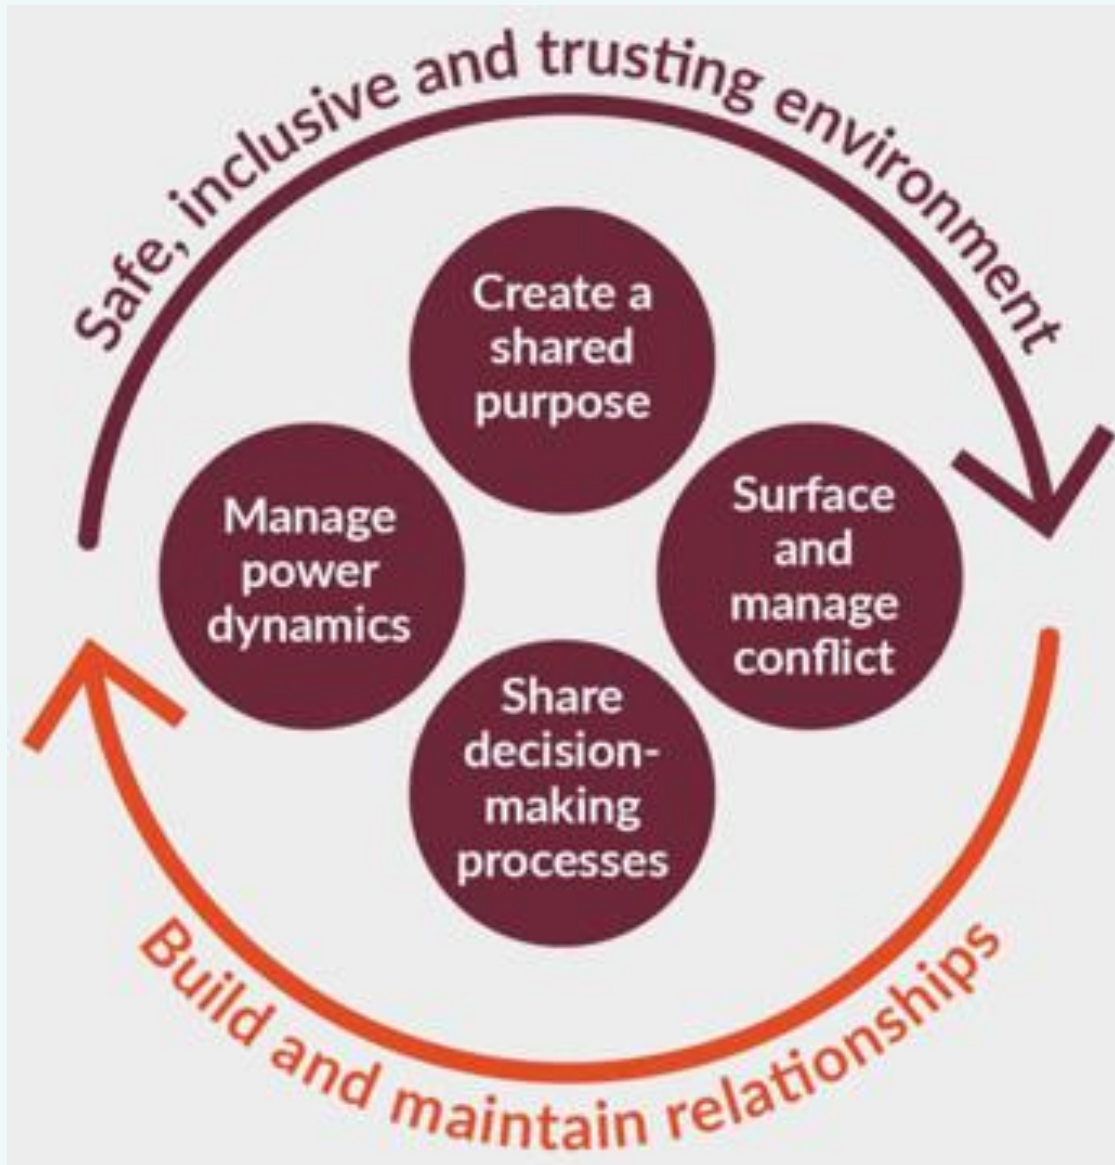 Safe, inclusive and trusting environment
Create a
shared
purpose
Manage
power
dynamics
Surface
and
manage
conflict
Share
decision-
making
processes
Build and maintain relationships